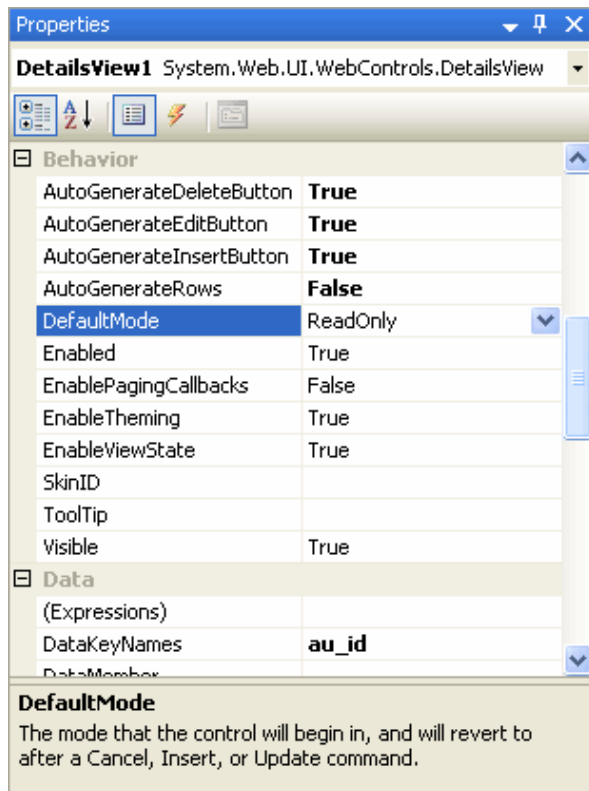 Properties
DetailsView1 System.Web.UI.WebControls.DetailsView
Behavior
AutoGenerateDeleteButton True
AutoGenerateEditButton True
AutoGenerateInsertButton True
AutoGenerateRows False
DefaultMode ReadOnly
Enabled True
EnablePagingCallbacks False
EnableTheming True
EnableViewState True
SkinID
ToolTip
Visible True
Data
(Expressions)
DataKeyNames au_id
DataMember
DefaultMode
The mode that the control will begin in, and will revert to
after a Cancel, Insert, or Update command.